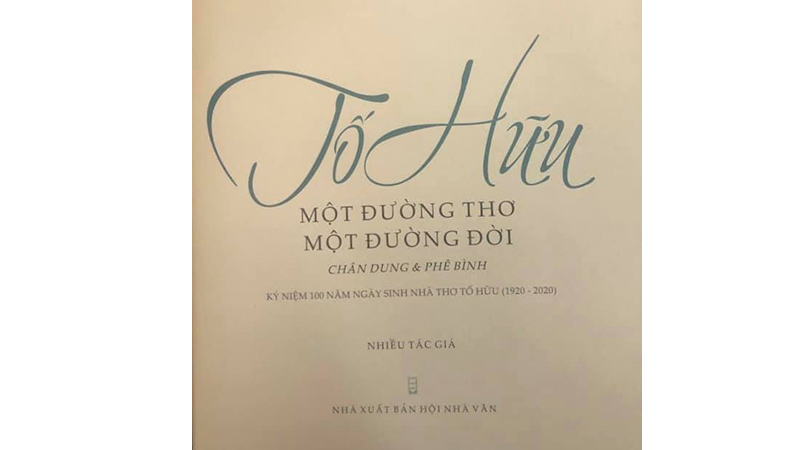 Tố Hữu
MỘT ĐƯỜNG THƠ
MỘT ĐƯỜNG ĐỜI
CHÂN DUNG & PHÊ BÌNH
KỶ NIỆM 100 NĂM NGÀY SINH NHÀ THƠ TỐ HỮU (1920 - 2020)
NHIỀU TÁC GIẢ
NHÀ XUẤT BẢN HỘI NHÀ VĂN